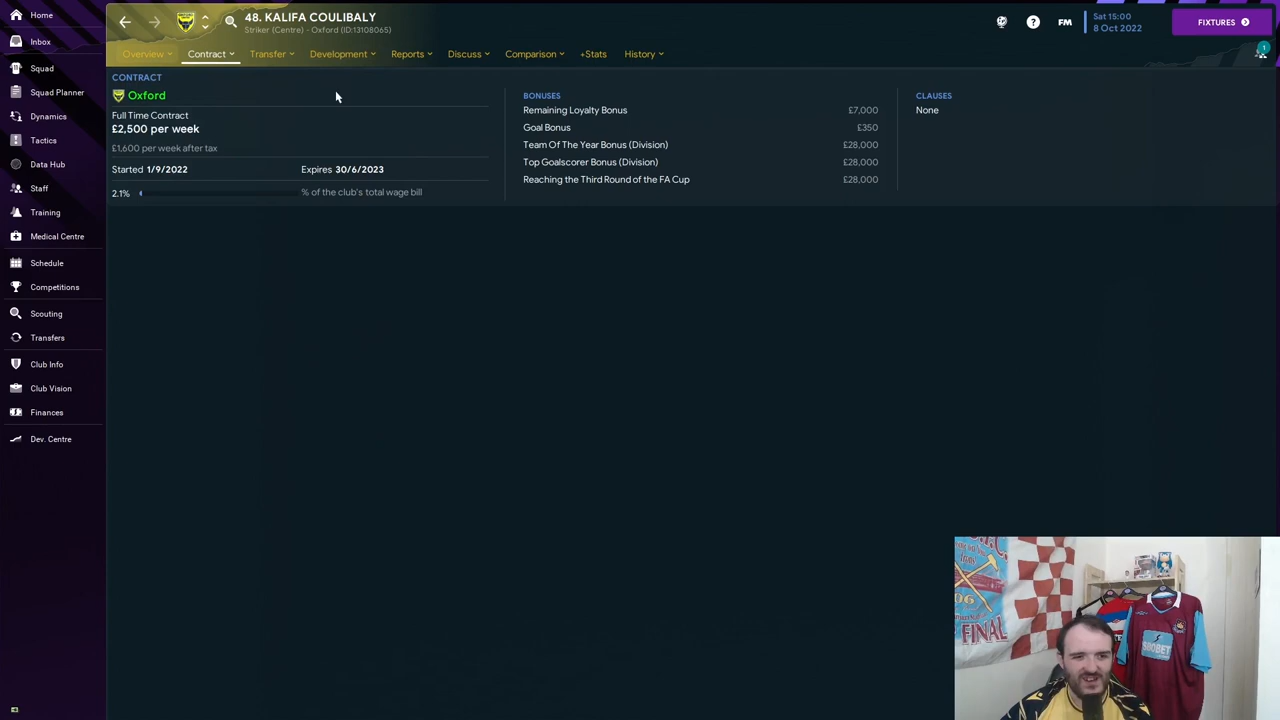 Home
Inbox
Squad
Squad Planner
Dynamics
Tactics
Data Hub
Staff
Training
Medical Centre
Schedule
Competitions
Scouting
Transfers
Club Info
Club Vision
Finances
Dev. Centre
48. KALIFA COULIBALY
Striker (Centre) - Oxford (ID:13108065)
FM
Sat 15:00
8 Oct 2022
FIXTURES
1
Overview
Contract
Transfer
Development
Reports
Discuss
Comparison
+Stats
History
CONTRACT
Oxford
Full Time Contract
£2,500 per week
£1,600 per week after tax
Started 1/9/2022
Expires 30/6/2023
2.1%
% of the club's total wage bill
BONUSES
Remaining Loyalty Bonus £7,000
Goal Bonus £350
Team Of The Year Bonus (Division) £28,000
Top Goalscorer Bonus (Division) £28,000
Reaching the Third Round of the FA Cup £28,000
CLAUSES
None
FINAL
SBOBET